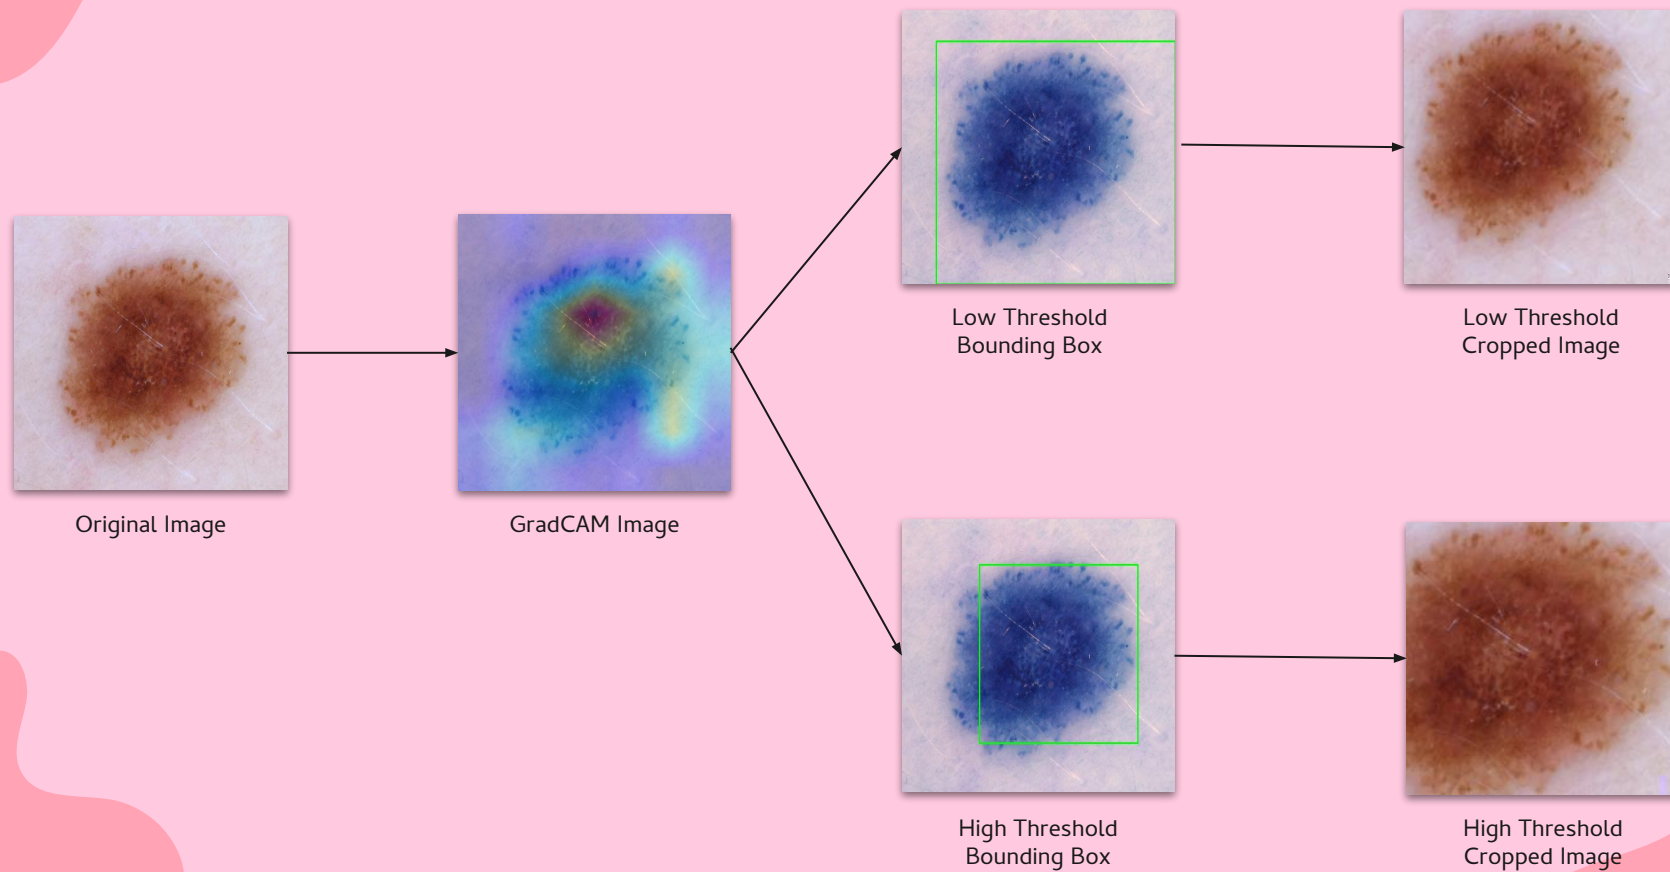 Original Image
GradCAM Image
Low Threshold
Bounding Box
Low Threshold
Cropped Image
High Threshold
Bounding Box
High Threshold
Cropped Image